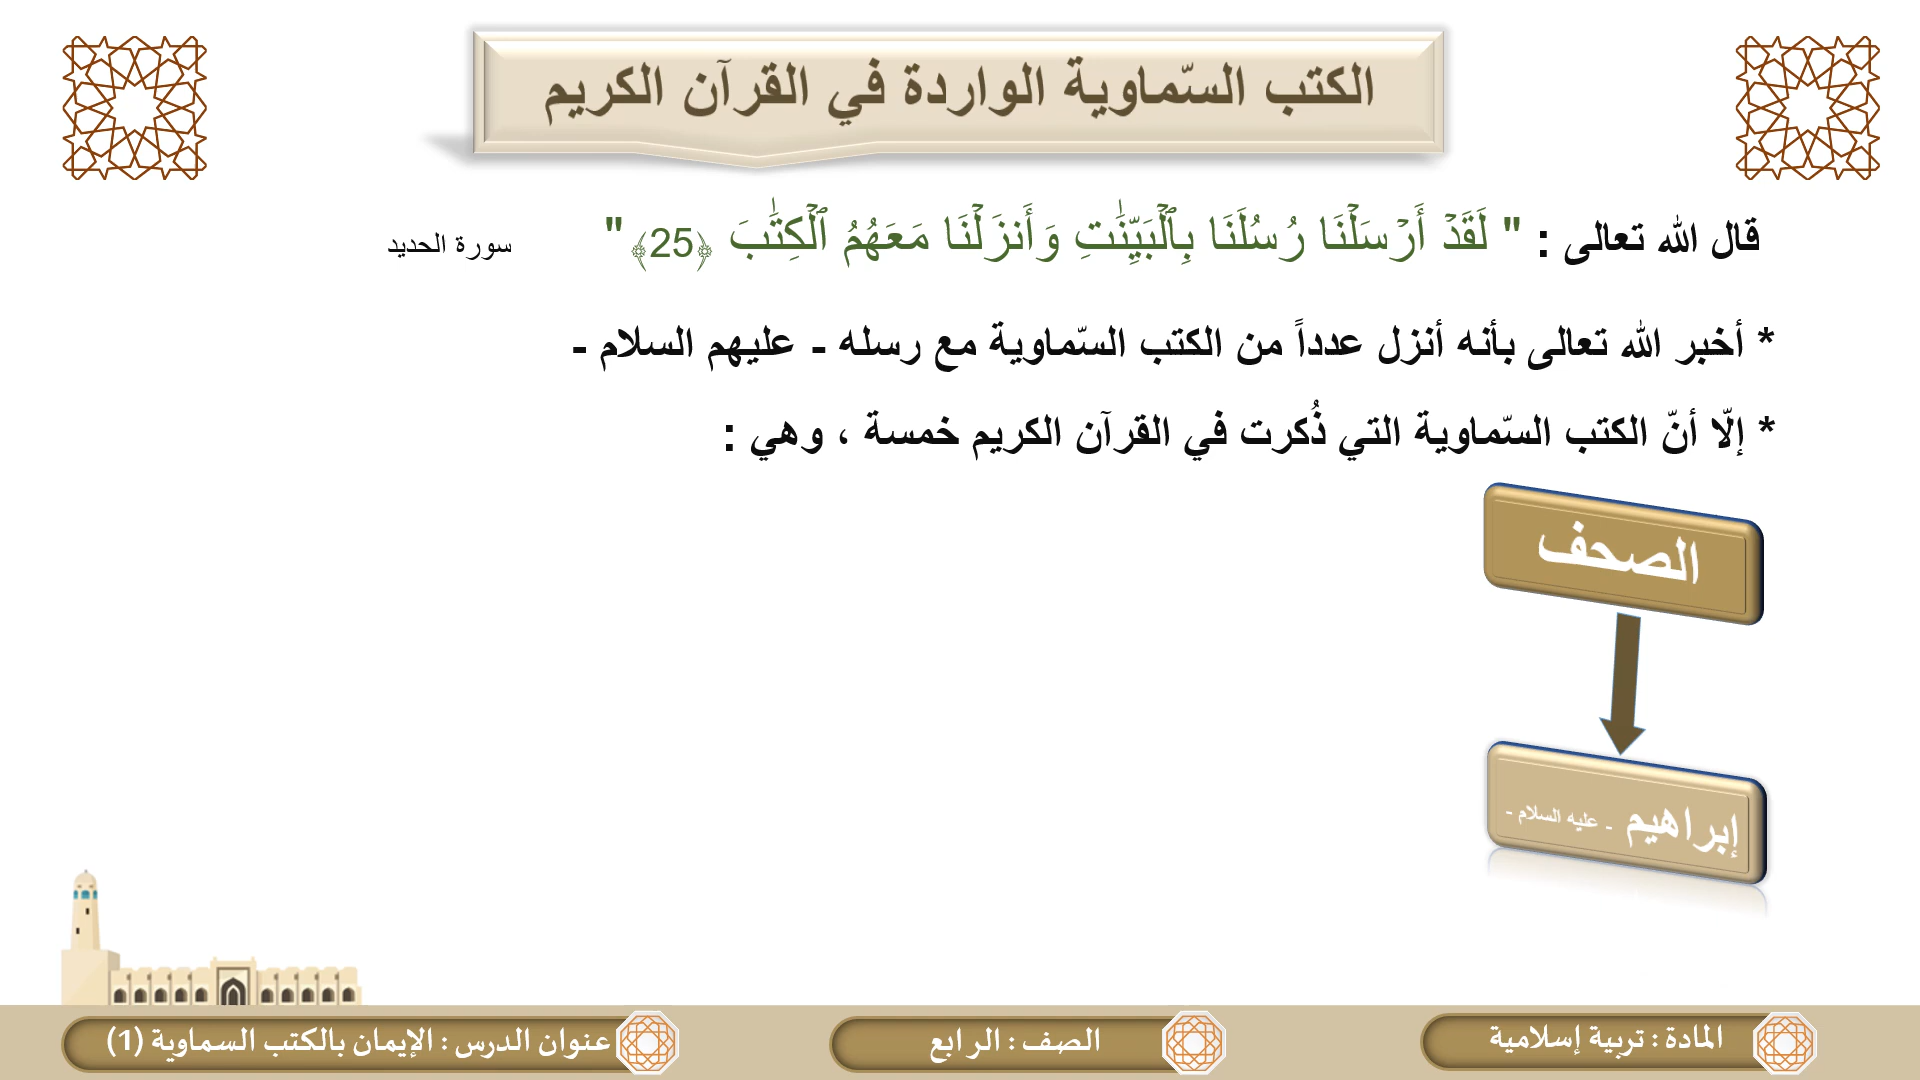 الكتب السّماوية الواردة في القرآن الكريم
قال الله تعالى : " لَقَدۡ أَرۡسَلۡنَا رُسُلَنَا بِٱلۡبَيِّنَٰتِ وَأَنزَلۡنَا مَعَهُمُ ٱلۡكِتَٰبَ ﴿25﴾ " سورة الحديد
* أخبر الله تعالى بأنه أنزل عدداً من الكتب السّماوية مع رسله - عليهم السلام -
* إلّا أنّ الكتب السّماوية التي ذُكرت في القرآن الكريم خمسة ، وهي :
الصحف
إبراهيم - عليه السلام -
المادة : تربية إسلامية
الصف : الرابع
عنوان الدرس : الإيمان بالكتب السماوية (1)